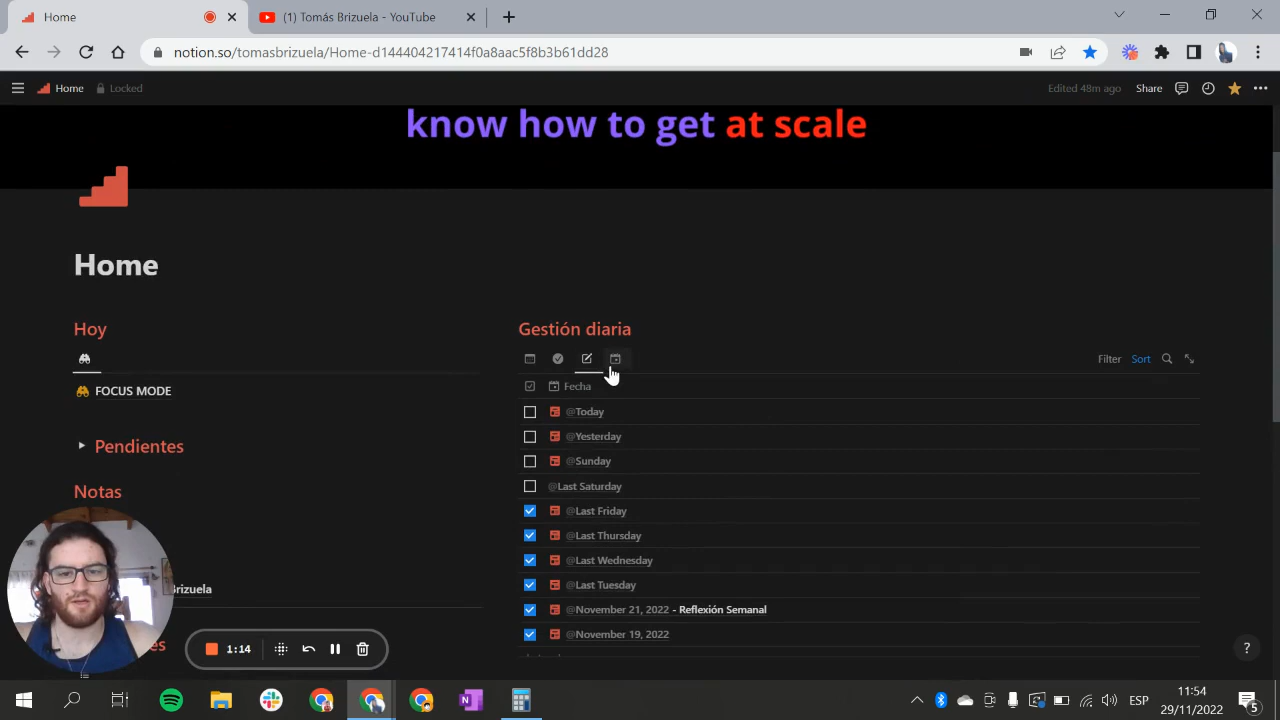 Home
(1) Tomás Brizuela - YouTube
notion.so/tomasbrizuela/Home-d144404217414f0a8aac5f8b3b61dd28
Home
Locked
Edited 48m ago
Share
know how to get at scale
Home
Hoy
FOCUS MODE
Pendientes
Notas
Brizuela
es
Gestión diaria
Filter
Sort
Fecha
@Today
@Yesterday
@Sunday
@Last Saturday
@Last Friday
@Last Thursday
@Last Wednesday
@Last Tuesday
@November 21, 2022 - Reflexión Semanal
@November 19, 2022
1:14
?
ESP
11:54
29/11/2022
5